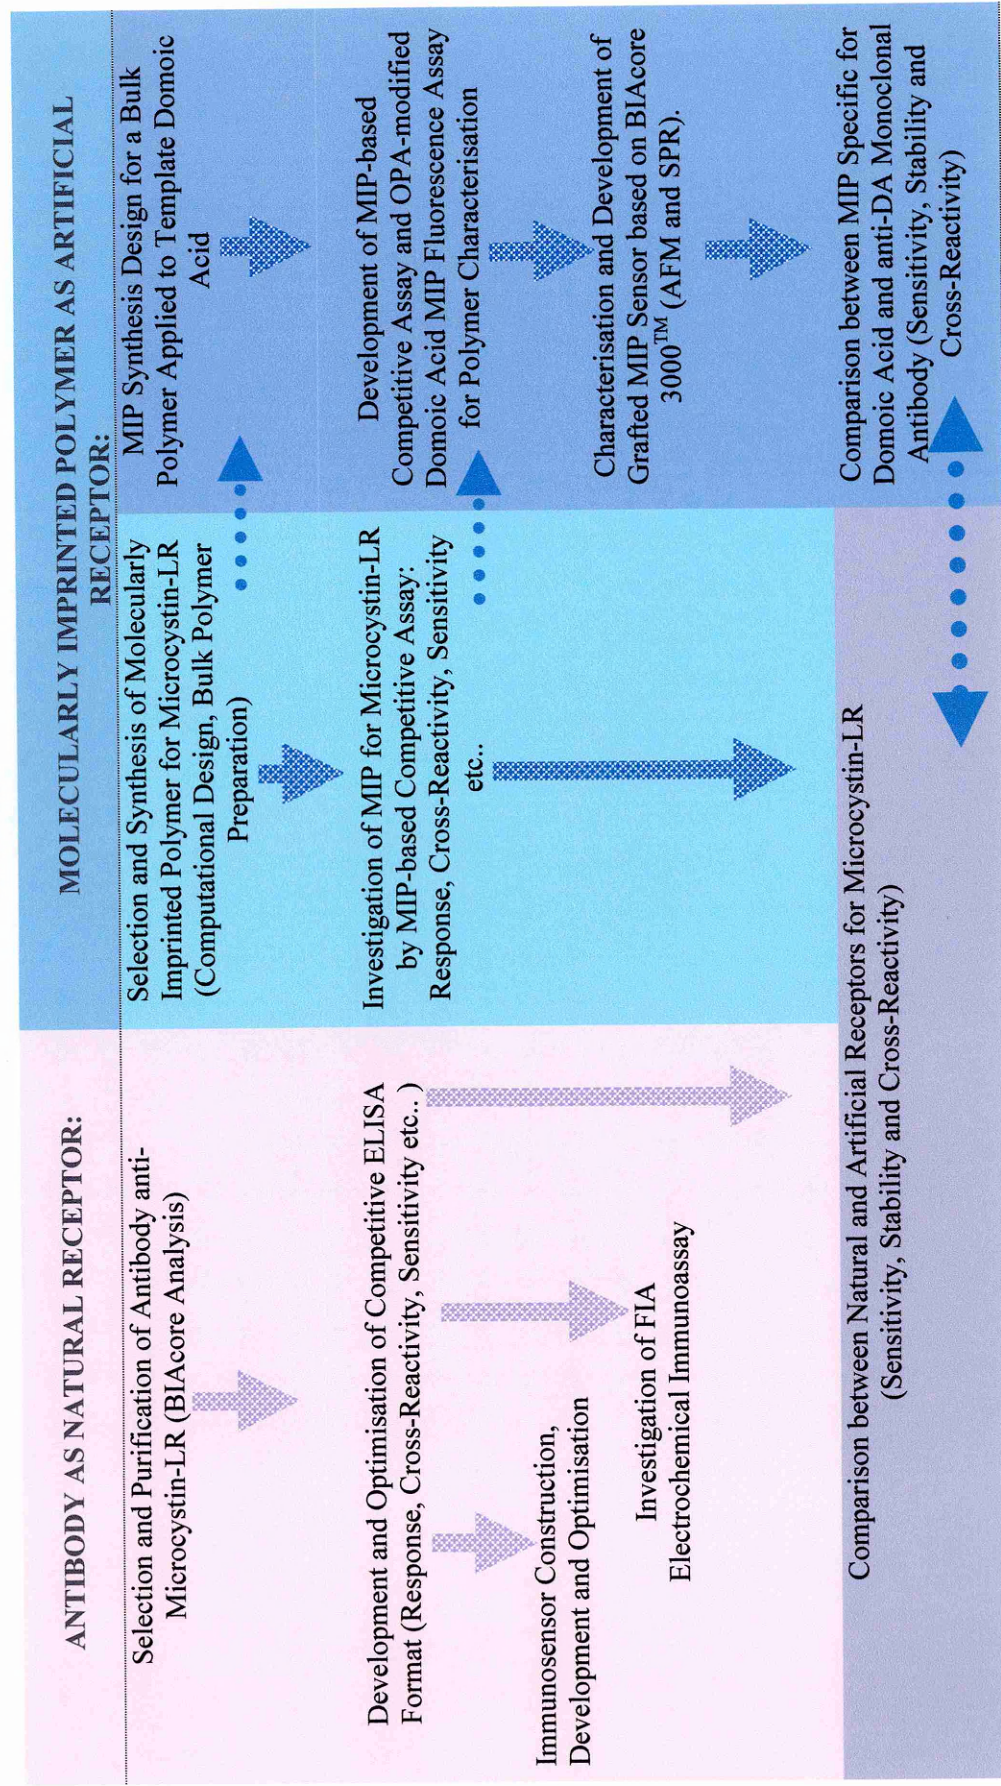 ANTIBODY AS NATURAL RECEPTOR:
Selection and Purification of Antibody anti-
Microcystin-LR (BIAcore Analysis)
Development and Optimisation of Competitive ELISA
Format (Response, Cross-Reactivity, Sensitivity etc.. )
Immunosensor Construction,
Development and Optimisation
Investigation of FIA
Electrochemical Immunoassay
MOLECULARLY IMPRINTED POLYMER AS ARTIFICIAL
RECEPTOR:
Selection and Synthesis of Molecularly
Imprinted Polymer for Microcystin-LR
(Computational Design, Bulk Polymer
Preparation)
Investigation of MIP for Microcystin-LR
by MIP-based Competitive Assay:
Response, Cross-Reactivity, Sensitivity
etc..
MIP Synthesis Design for a Bulk
Polymer Applied to Template Domoic
Acid
Development of MIP-based
Competitive Assay and OPA-modified
Domoic Acid MIP Fluorescence Assay
for Polymer Characterisation
Characterisation and Development of
Grafted MIP Sensor based on BIAcore
3000™ (AFM and SPR).
Comparison between Natural and Artificial Receptors for Microcystin-LR
(Sensitivity, Stability and Cross-Reactivity)
Comparison between MIP Specific for
Domoic Acid and anti-DA Monoclonal
Antibody (Sensitivity, Stability and
Cross-Reactivity)